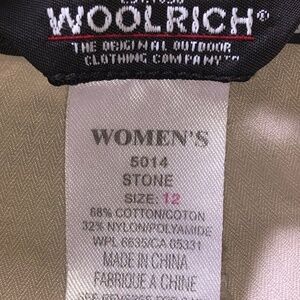 WOOLRICH®
THE ORIGINAL OUTDOOR
CLOTHING COMPANY™
WOMEN'S
5014
STONE
SIZE: 12
68% COTTON/COTON
32% NYLON/POLYAMIDE
WPL 6635/CA 05331
MADE IN CHINA
FABRIQUE A CHINE